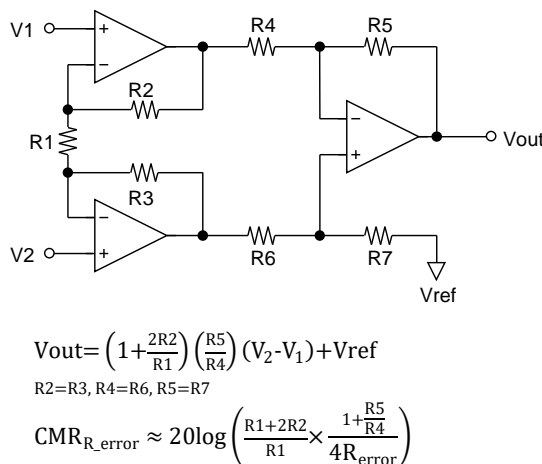 V1
+
−
R2
R1
R3
−
+
V2
R4
R5
−
+
Vout
R6
R7
Vref
Vout=(1+2R2/R1)(R5/R4)(V₂-V₁)+Vref
R2=R3, R4=R6, R5=R7
CMR_R_error ≈ 20log((R1+2R2)/R1 × (1+R5/R4)/(4R_error))